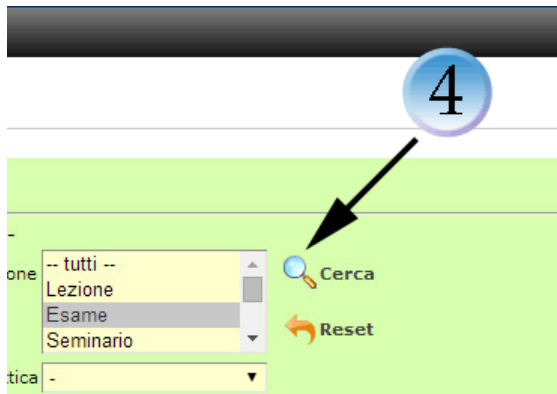 4
-
one
-- tutti --
Lezione
Esame
Seminario
Cerca
Reset
tica -